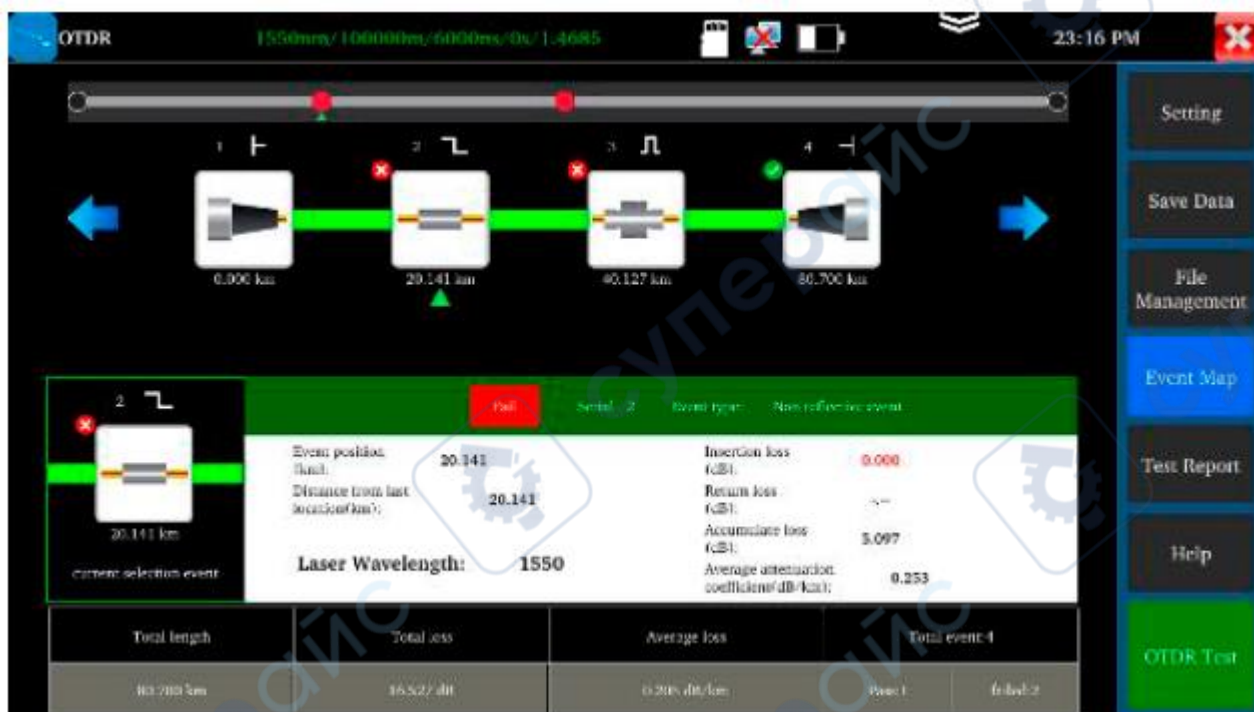 OTDR 1550nm/100000m/6000ns/0s/1.4685 23:16 PM
Setting
1 2 3 4
Save Data
0.000 km 20.141 km 40.127 km 80.700 km
File
Management
Event Map
2 Fail Serial 2 Event type: Non reflective event
Event position
(km): 20.141
Insertion loss
(dB): 0.000
Distance from last
location(km): 20.141
Return loss
(dB): -.--
Test Report
20.141 km
Accumulate loss
(dB): 5.097
Laser Wavelength: 1550
Help
current selection event
Average attenuation
coefficient(dB/km): 0.253
Total length Total loss Average loss Total event:4
80.700 km 16.527 dB 0.205 dB/km Pass:1 failed:2
OTDR Test
суперайс